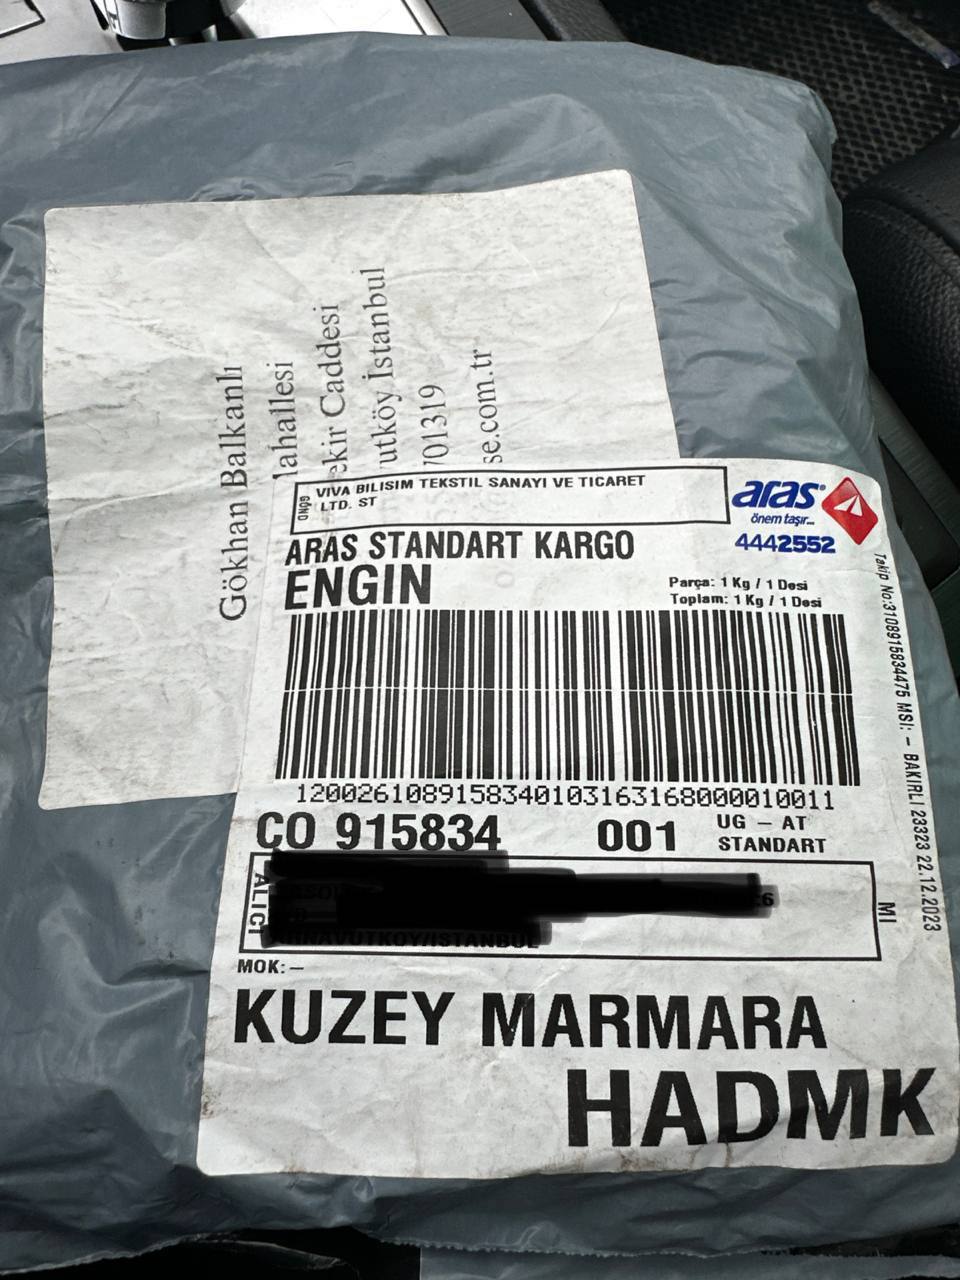 Gökhan Balkanlı
lahallesi
ekir Caddesi
utköy İstanbul
701319
se.com.tr
GÖND
VIVA BILISIM TEKSTIL SANAYI VE TICARET
LTD. ST
aras
önem taşır...
4442552
ARAS STANDART KARGO
ENGIN
Parça: 1 Kg / 1 Desi
Toplam: 1 Kg / 1 Desi
Takip No:3108915834475 MSI: - BAKIRLI 23323 22.12.2023
1200261089158340103163168000010011
CO 915834 001 UG - AT
STANDART
ALICI
MI
MOK:-
KUZEY MARMARA
HADMK